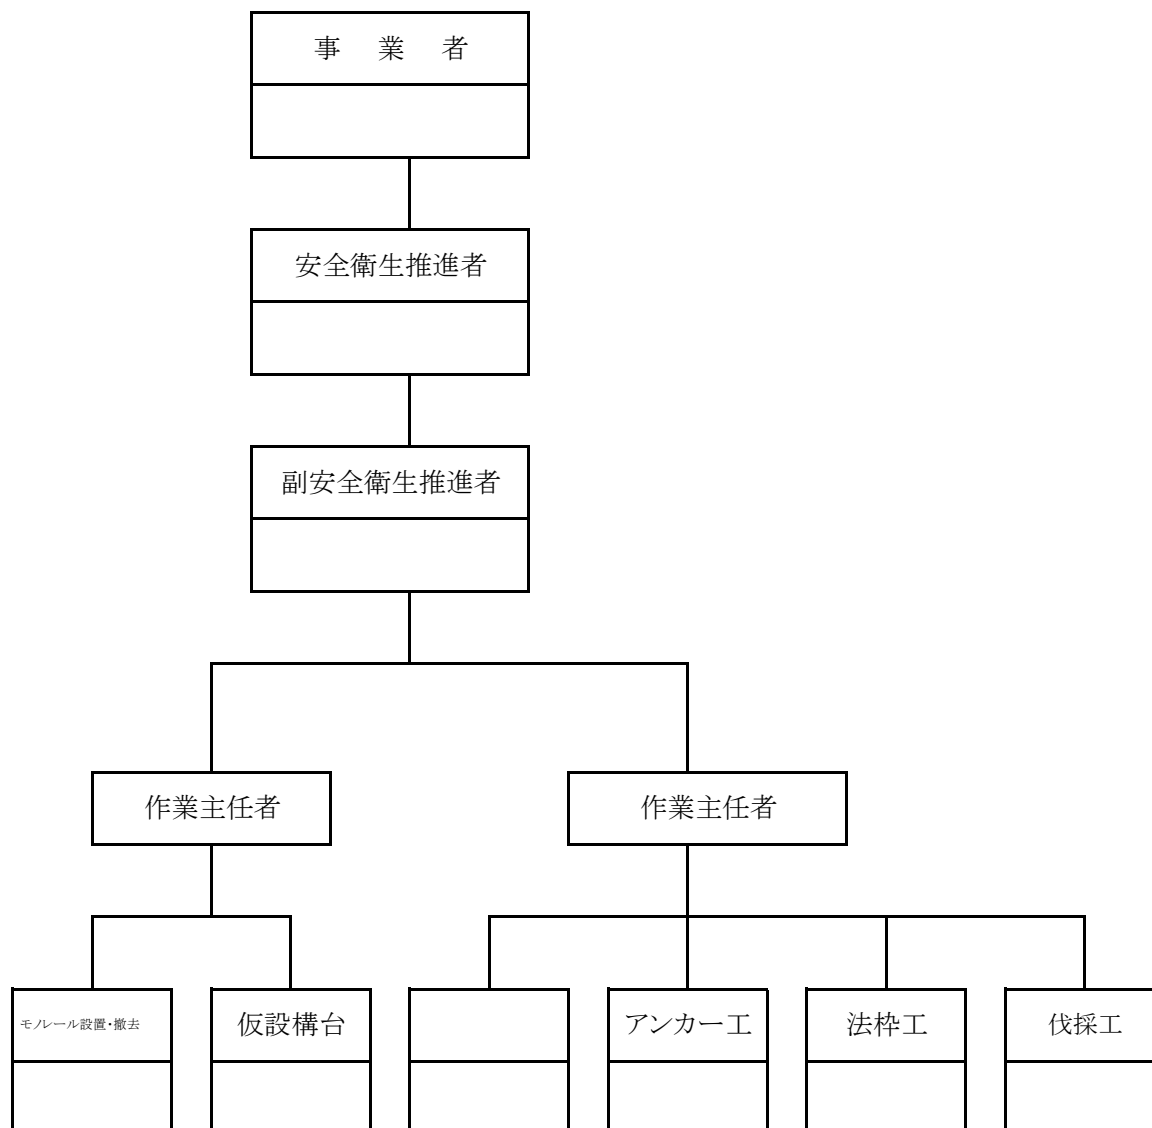 事 業 者
安全衛生推進者
副安全衛生推進者
作業主任者
作業主任者
モノレール設置・撤去
仮設構台
アンカー工
法枠工
伐採工